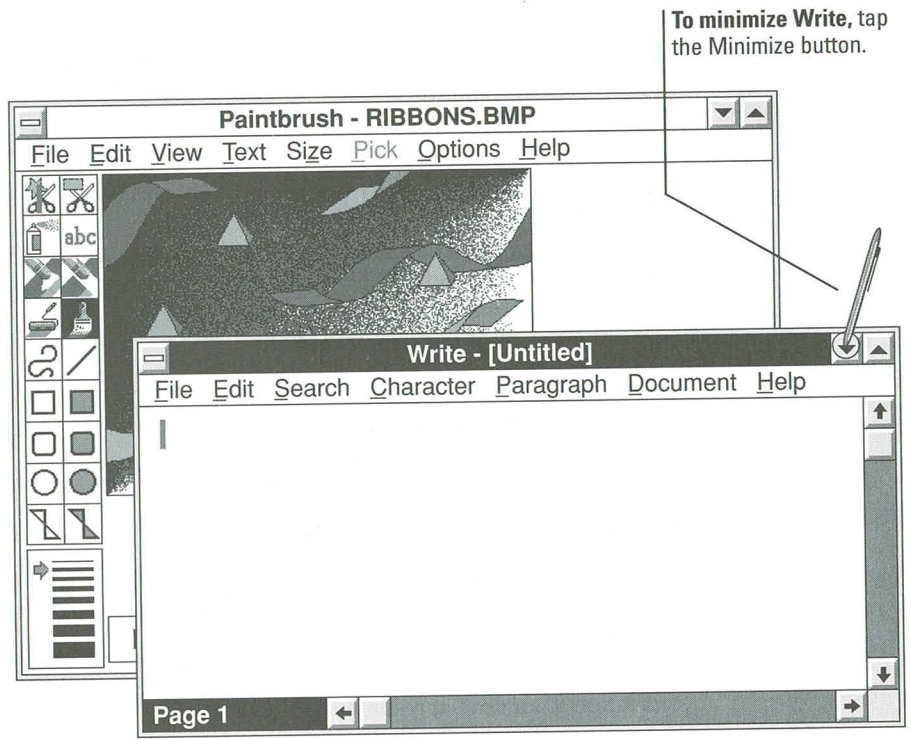 To minimize Write, tap
the Minimize button.
Paintbrush - RIBBONS.BMP
File Edit View Text Size Pick Options Help
abc
Write - [Untitled]
File Edit Search Character Paragraph Document Help
Page 1